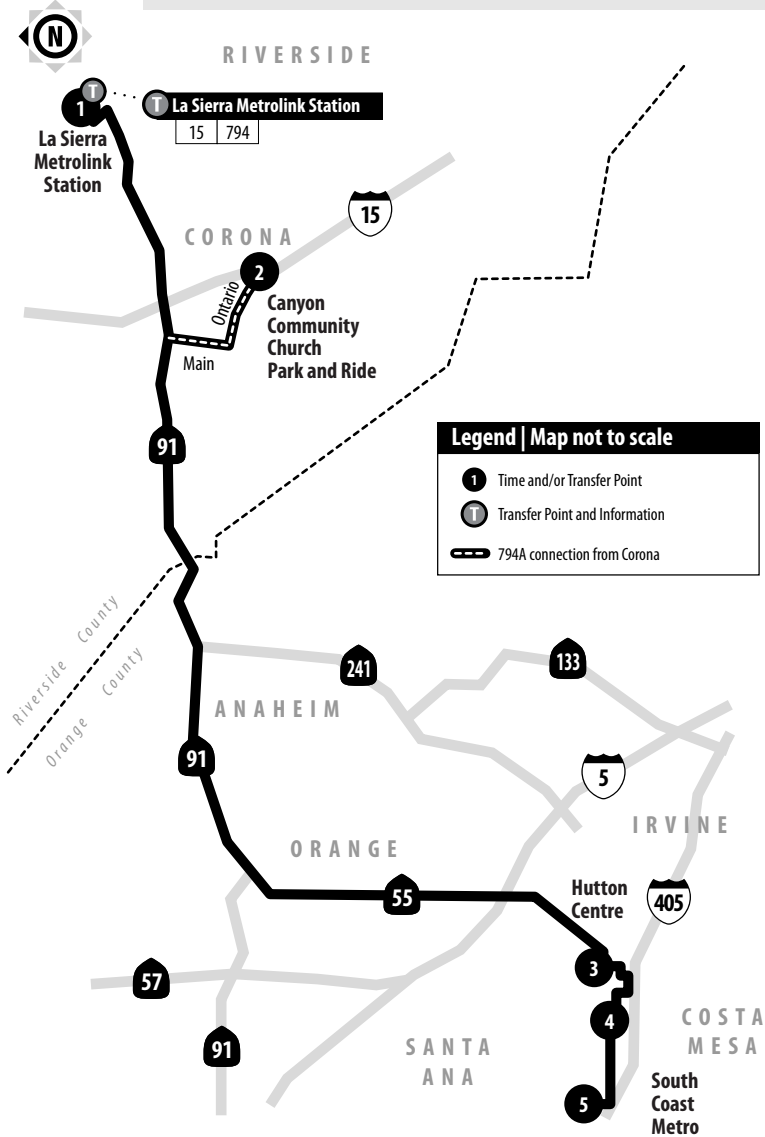 N
RIVERSIDE
T
1
T La Sierra Metrolink Station
15 794
La Sierra
Metrolink
Station
15
CORONA
2
Ontario
Canyon
Community
Church
Park and Ride
Main
91
Legend | Map not to scale
1 Time and/or Transfer Point
T Transfer Point and Information
794A connection from Corona
Riverside County
Orange County
241
133
ANAHEIM
91
5
IRVINE
ORANGE
55
Hutton
Centre
405
3
57
4
COSTA
MESA
91
SANTA
ANA
5
South
Coast
Metro